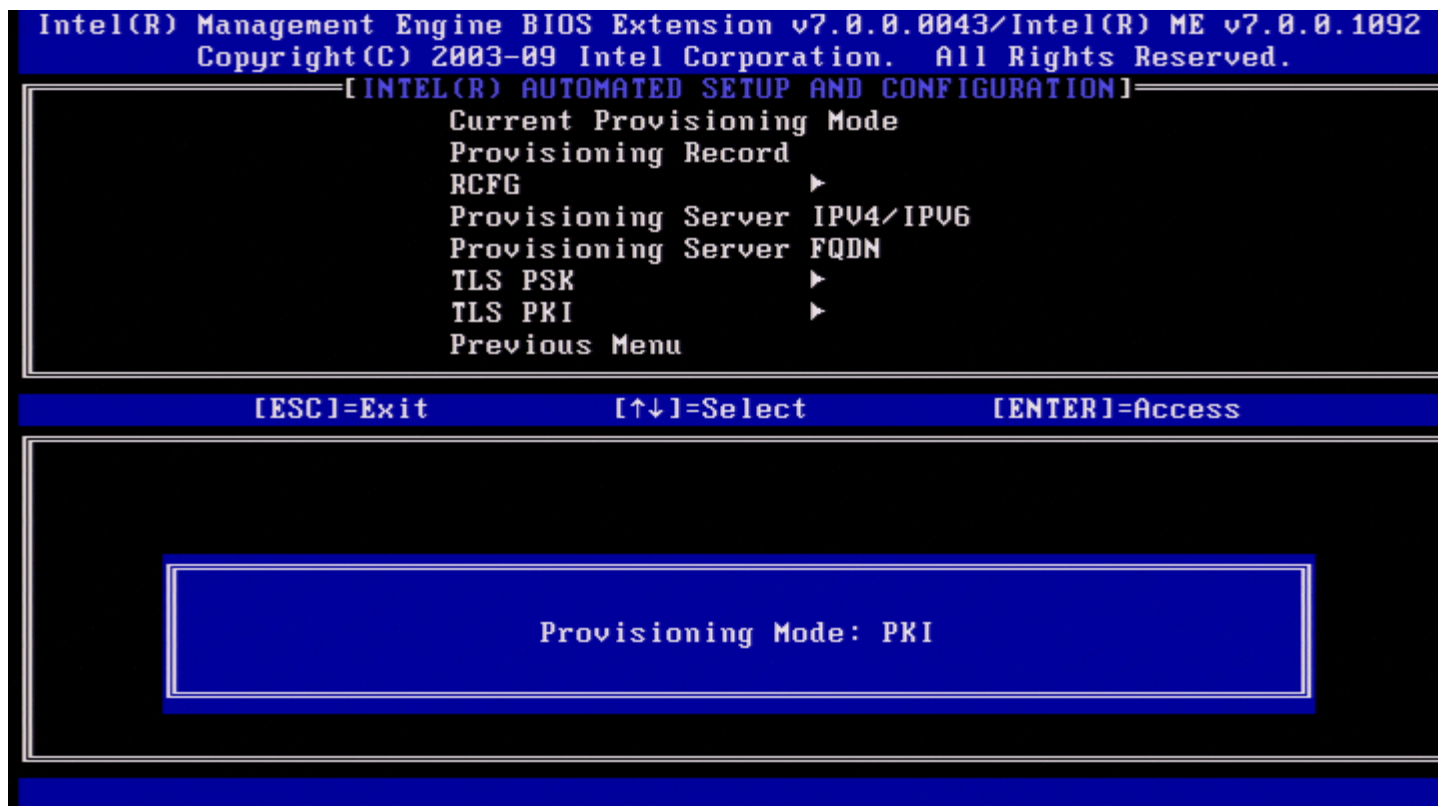 Intel(R) Management Engine BIOS Extension v7.0.0.0043/Intel(R) ME v7.0.0.1092
Copyright(C) 2003-09 Intel Corporation. All Rights Reserved.
[INTEL(R) AUTOMATED SETUP AND CONFIGURATION]
Current Provisioning Mode
Provisioning Record
RCFG ►
Provisioning Server IPV4/IPV6
Provisioning Server FQDN
TLS PSK ►
TLS PKI ►
Previous Menu
[ESC]=Exit [↑↓]=Select [ENTER]=Access
Provisioning Mode: PKI